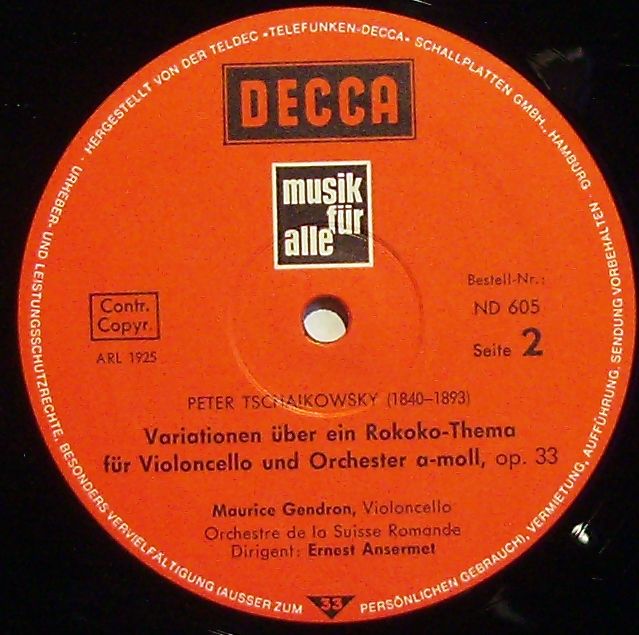 HERGESTELLT VON DER TELDEC »TELEFUNKEN-DECCA« SCHALLPLATTEN GMBH., HAMBURG · URHEBER- UND LEISTUNGSSCHUTZRECHTE, BESONDERS VERVIELFÄLTIGUNG (AUSSER ZUM PERSÖNLICHEN GEBRAUCH), VERMIETUNG, AUFFÜHRUNG, SENDUNG VORBEHALTEN
DECCA
musik
für
alle
Bestell-Nr.:
ND 605
Seite 2
Contr.
Copyr.
ARL 1925
PETER TSCHAIKOWSKY (1840–1893)
Variationen über ein Rokoko-Thema
für Violoncello und Orchester a-moll, op. 33
Maurice Gendron, Violoncello
Orchestre de la Suisse Romande
Dirigent: Ernest Ansermet
33